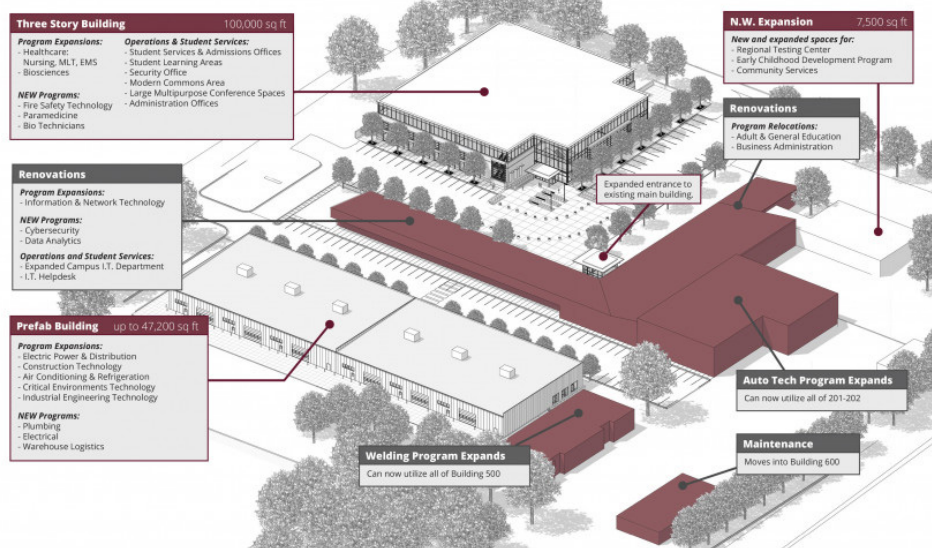 Three Story Building 100,000 sq ft
Program Expansions:
- Healthcare:
Nursing, MLT, EMS
- Biosciences
NEW Programs:
- Fire Safety Technology
- Paramedicine
- Bio Technicians
Operations & Student Services:
- Student Services & Admissions Offices
- Student Learning Areas
- Security Office
- Modern Commons Area
- Large Multipurpose Conference Spaces
- Administration Offices
N.W. Expansion 7,500 sq ft
New and expanded spaces for:
- Regional Testing Center
- Early Childhood Development Program
- Community Services
Renovations
Program Relocations:
- Adult & General Education
- Business Administration
Renovations
Program Expansions:
- Information & Network Technology
NEW Programs:
- Cybersecurity
- Data Analytics
Operations and Student Services:
- Expanded Campus I.T. Department
- I.T. Helpdesk
Expanded entrance to
existing main building.
Prefab Building up to 47,200 sq ft
Program Expansions:
- Electric Power & Distribution
- Construction Technology
- Air Conditioning & Refrigeration
- Critical Environments Technology
- Industrial Engineering Technology
NEW Programs:
- Plumbing
- Electrical
- Warehouse Logistics
Auto Tech Program Expands
Can now utilize all of 201-202
Welding Program Expands
Can now utilize all of Building 500
Maintenance
Moves into Building 600